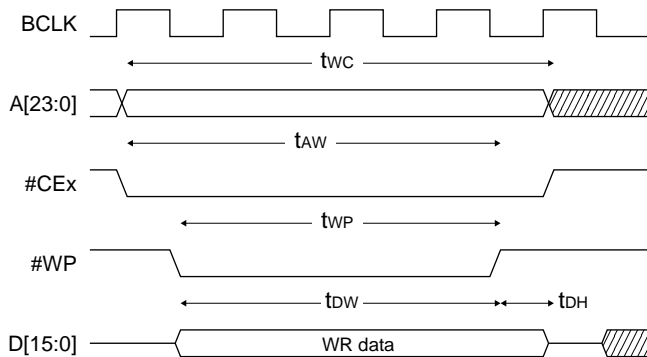 BCLK
tWC
A[23:0]
tAW
#CEx
tWP
#WP
tDW
tDH
D[15:0]
WR data